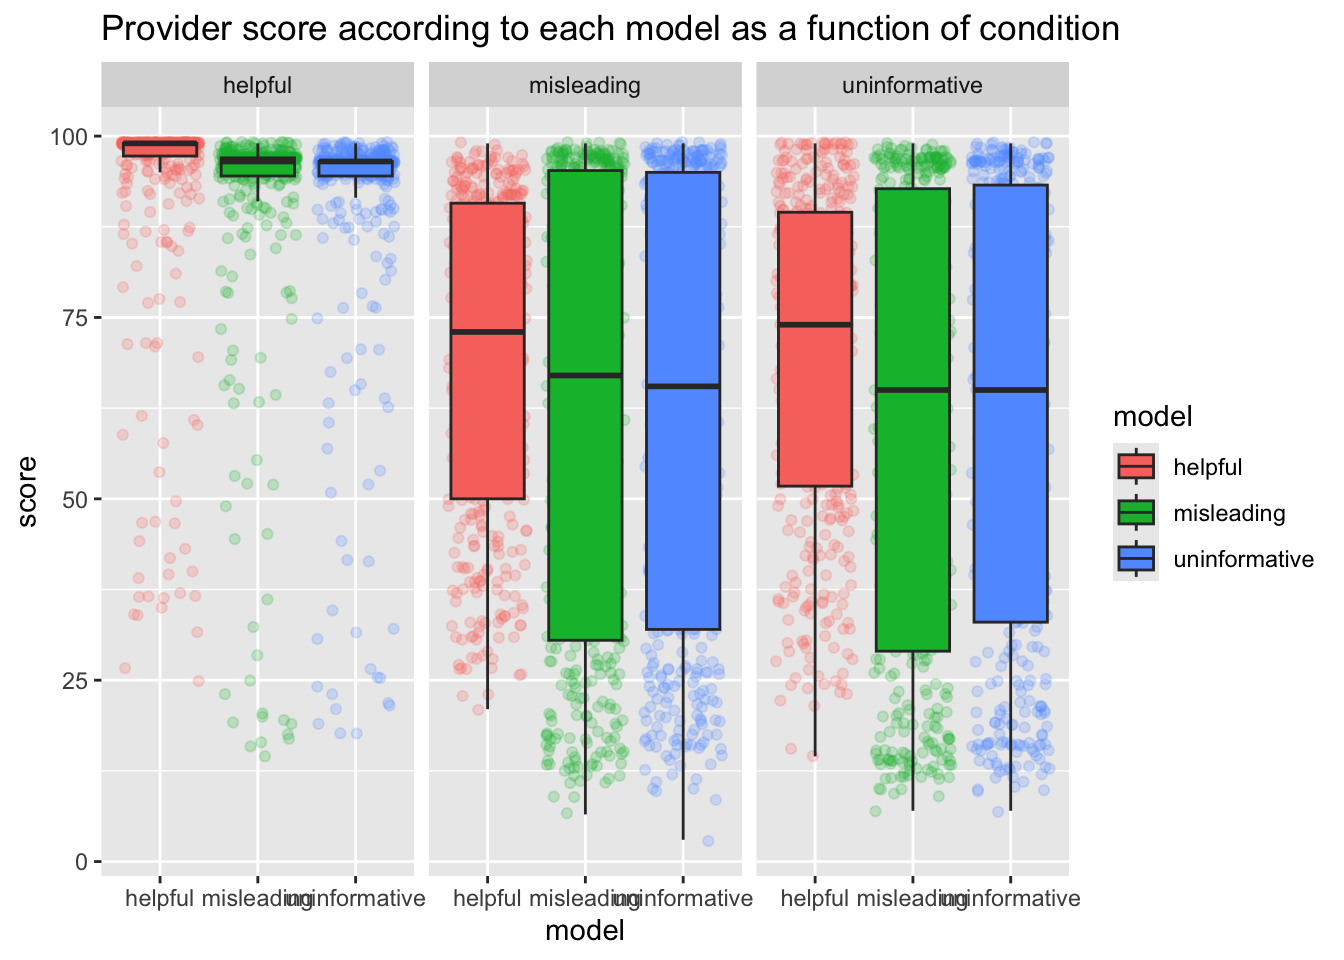 Provider score according to each model as a function of condition
helpful
misleading
uninformative
100
75
50
25
0
score
helpful misleading uninformative
helpful misleading uninformative
helpful misleading uninformative
model
model
helpful
misleading
uninformative